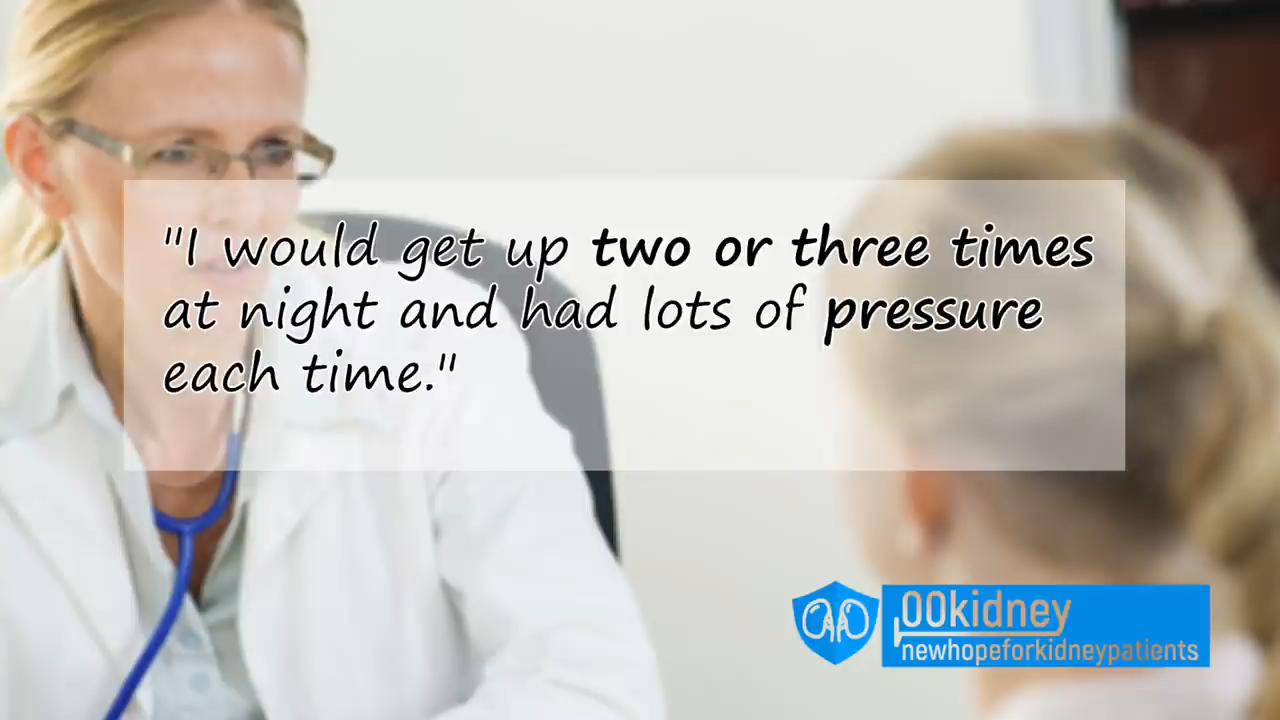 "I would get up two or three times
at night and had lots of pressure
each time."
00kidney
newhopeforkidneypatients